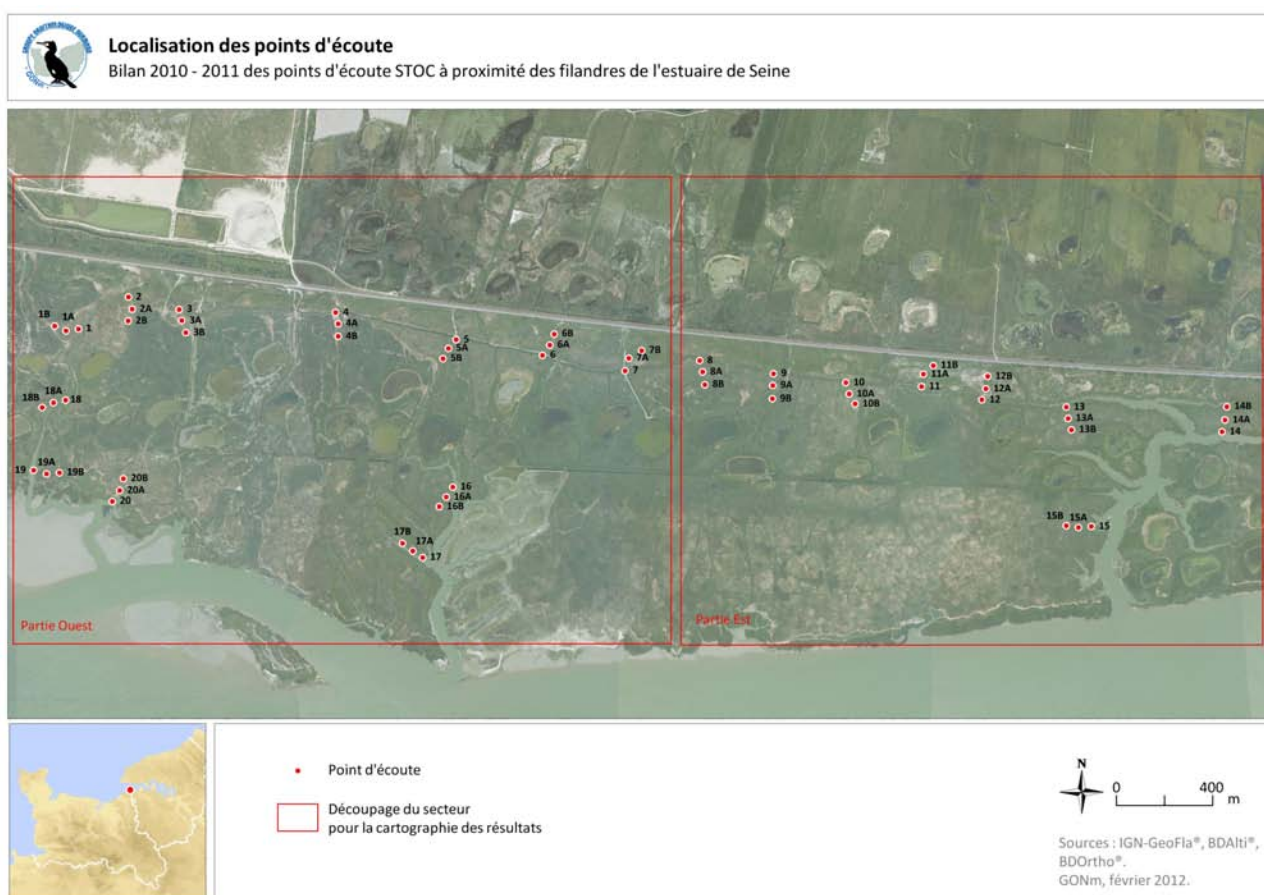 GROUPE ORNITHOLOGIQUE NORMAND
GONm
Localisation des points d'écoute
Bilan 2010 - 2011 des points d'écoute STOC à proximité des filandres de l'estuaire de Seine
2
2A
2B
1B
1A
1
3
3A
3B
4
4A
4B
5
5A
5B
6B
6A
6
7B
7A
7
8
8A
8B
9
9A
9B
10
10A
10B
11B
11A
11
12B
12A
12
13
13A
13B
14B
14A
14
18A
18B
18
19A
19
19B
20B
20A
20
16
16A
16B
17B
17A
17
15B
15A
15
Partie Ouest
Partie Est
Point d'écoute
Découpage du secteur
pour la cartographie des résultats
N
0 400
m
Sources : IGN-GeoFla®, BDAlti®,
BDOrtho®.
GONm, février 2012.